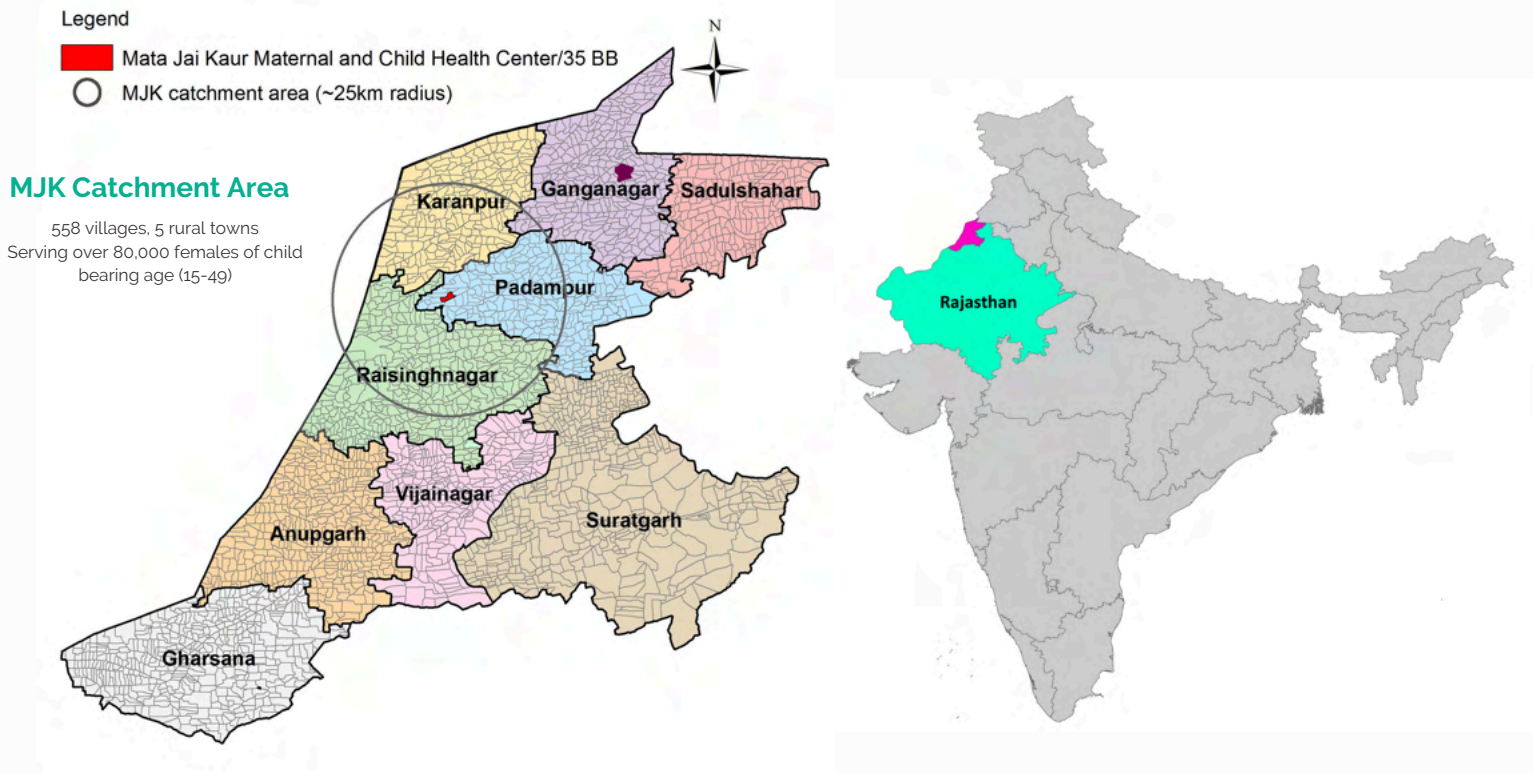 Legend
Mata Jai Kaur Maternal and Child Health Center/35 BB
MJK catchment area (~25km radius)
N
MJK Catchment Area
558 villages, 5 rural towns
Serving over 80,000 females of child
bearing age (15-49)
Karanpur
Ganganagar
Sadulshahar
Padampur
Raisinghnagar
Vijainagar
Anupgarh
Suratgarh
Gharsana
Rajasthan